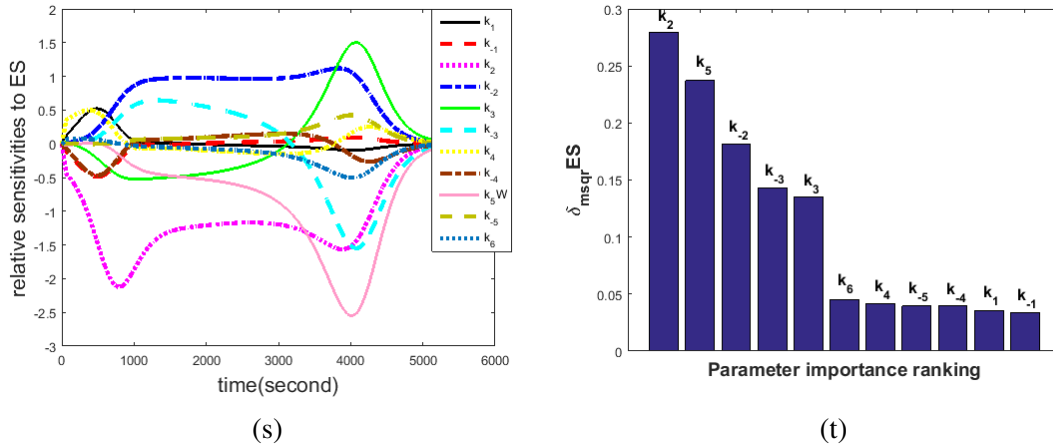 relative sensitivities to ES
2
1.5
1
0.5
0
-0.5
-1
-1.5
-2
-2.5
-3
0 1000 2000 3000 4000 5000 6000
time(second)
k1
k-1
k2
k-2
k3
k-3
k4
k-4
k5W
k-5
k6
(s)
δmsqrES
0.3
0.25
0.2
0.15
0.1
0.05
0
k2
k5
k-2
k-3
k3
k6
k4
k-5
k-4
k1
k-1
Parameter importance ranking
(t)